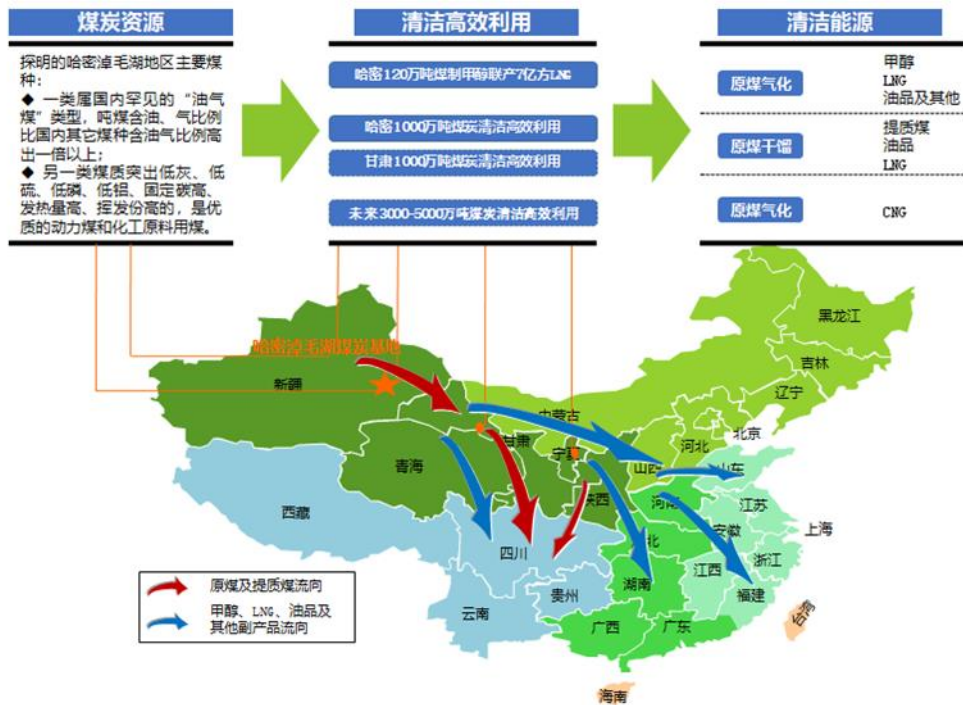 煤炭资源
探明的哈密淖毛湖地区主要煤
种：
◆ 一类属国内罕见的“油气
煤”类型，吨煤含油、气比例
比国内其它煤种含油气比例高
出一倍以上；
◆ 另一类煤质突出低灰、低
硫、低磷、低铝、固定碳高、
发热量高、挥发份高的，是优
质的动力煤和化工原料用煤。
清洁高效利用
哈密120万吨煤制甲醇联产7亿方LNG
哈密1000万吨煤炭清洁高效利用
甘肃1000万吨煤炭清洁高效利用
未来3000-5000万吨煤炭清洁高效利用
清洁能源
原煤气化
甲醇
LNG
油品及其他
原煤干馏
提质煤
油品
LNG
原煤气化
CNG
哈密淖毛湖煤炭基地
新疆
黑龙江
吉林
辽宁
内蒙古
北京
河北
甘肃
宁夏
山西
山东
青海
陕西
河南
江苏
西藏
安徽
上海
四川
北
浙江
湖南
江西
贵州
福建
云南
广西
广东
台湾
海南
原煤及提质煤流向
甲醇、LNG、油品及
其他副产品流向